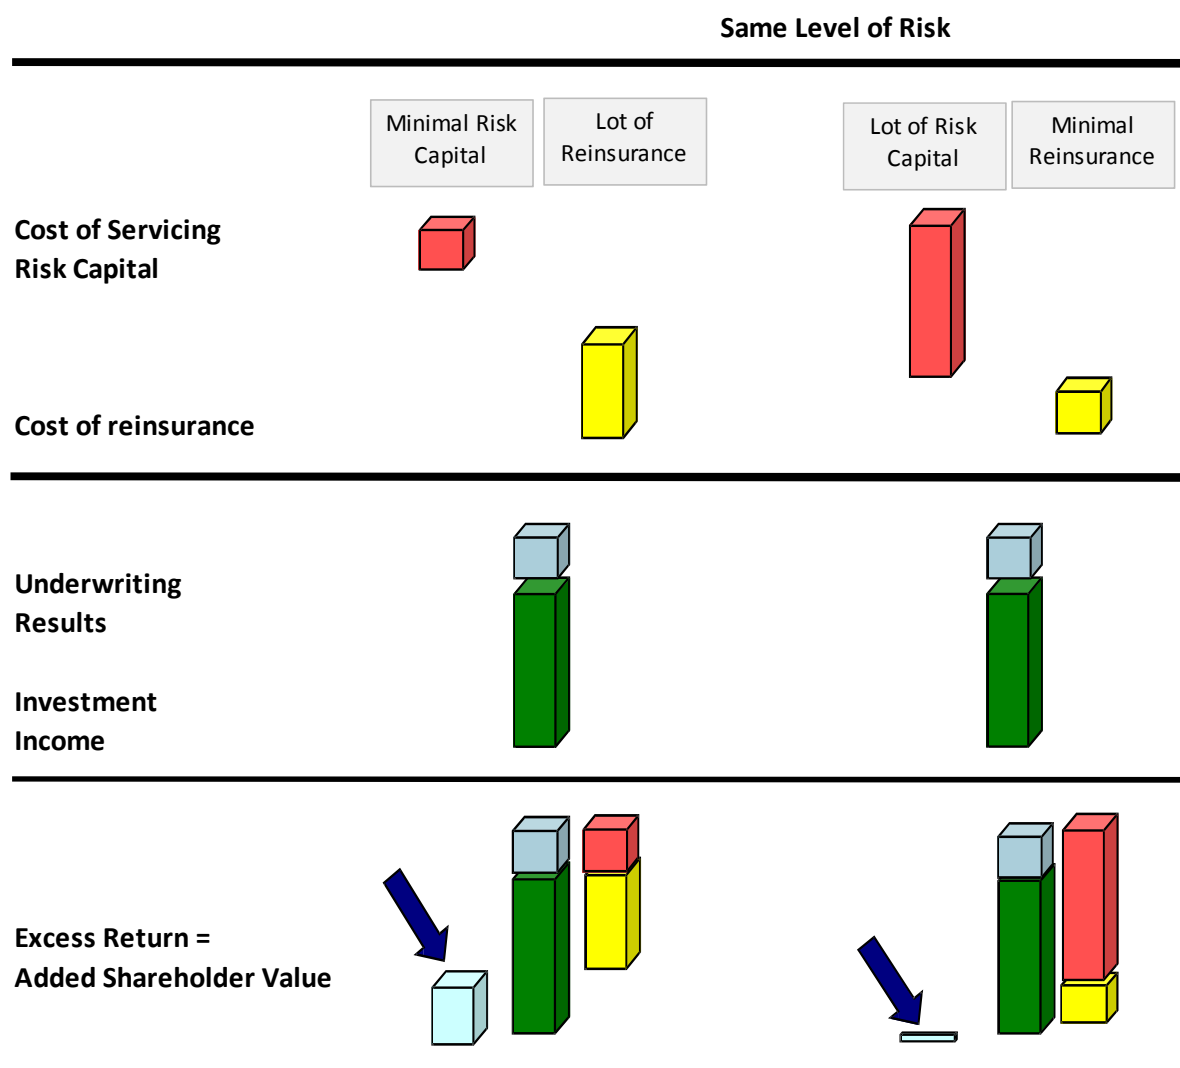 Same Level of Risk
Minimal Risk
Capital
Lot of
Reinsurance
Lot of Risk
Capital
Minimal
Reinsurance
Cost of Servicing
Risk Capital
Cost of reinsurance
Underwriting
Results
Investment
Income
Excess Return =
Added Shareholder Value